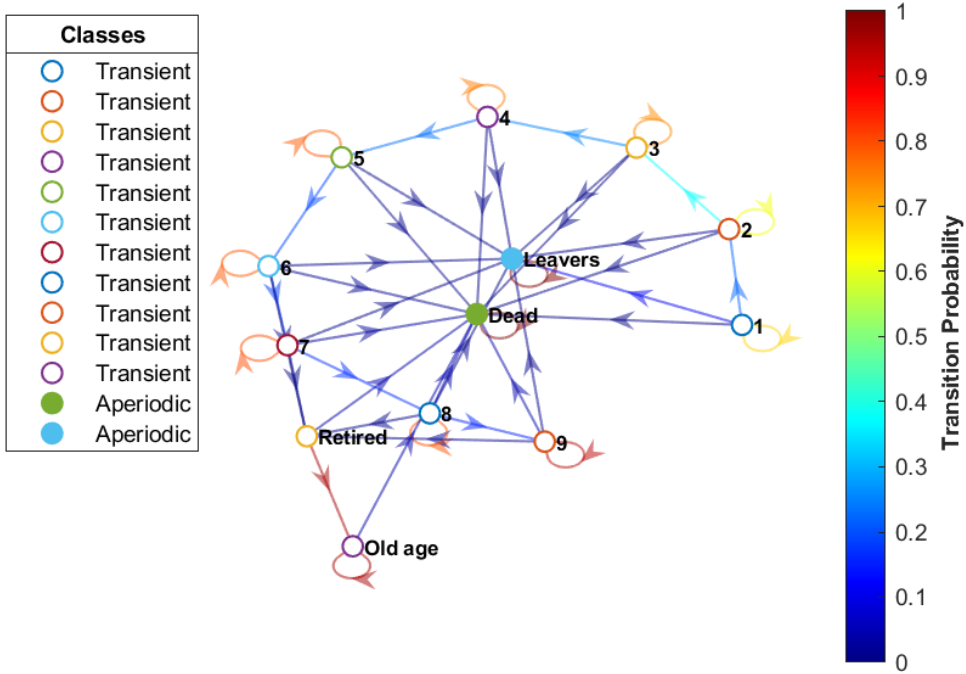 Classes
Transient
Transient
Transient
Transient
Transient
Transient
Transient
Transient
Transient
Transient
Transient
Aperiodic
Aperiodic
4
3
5
2
Leavers
6
Dead
1
7
8
Retired
9
Old age
1
0.9
0.8
0.7
0.6
0.5
0.4
0.3
0.2
0.1
0
Transition Probability